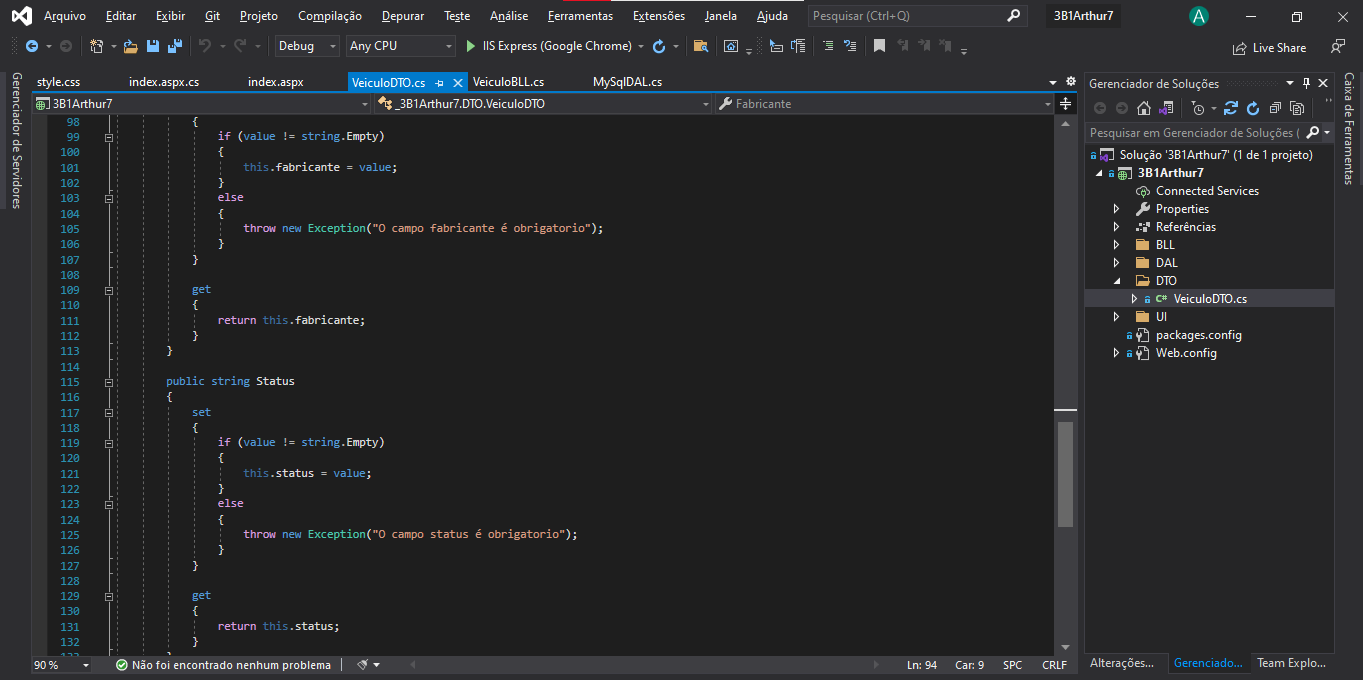 Arquivo Editar Exibir Git Projeto Compilação Depurar Teste Análise Ferramentas Extensões Janela Ajuda Pesquisar (Ctrl+Q) 3B1Arthur7 A
Debug Any CPU IIS Express (Google Chrome) Live Share
Gerenciador de Servidores
style.css index.aspx.cs index.aspx VeiculoDTO.cs VeiculoBLL.cs MySqlDAL.cs
3B1Arthur7 _3B1Arthur7.DTO.VeiculoDTO Fabricante
98 {
99 if (value != string.Empty)
100 {
101 this.fabricante = value;
102 }
103 else
104 {
105 throw new Exception("O campo fabricante é obrigatorio");
106 }
107 }
108
109 get
110 {
111 return this.fabricante;
112 }
113 }
114
115 public string Status
116 {
117 set
118 {
119 if (value != string.Empty)
120 {
121 this.status = value;
122 }
123 else
124 {
125 throw new Exception("O campo status é obrigatorio");
126 }
127 }
128
129 get
130 {
131 return this.status;
132 }
90 % Não foi encontrado nenhum problema Ln: 94 Car: 9 SPC CRLF
Gerenciador de Soluções
Pesquisar em Gerenciador de Soluções (
Solução '3B1Arthur7' (1 de 1 projeto)
3B1Arthur7
Connected Services
Properties
Referências
BLL
DAL
DTO
C# VeiculoDTO.cs
UI
packages.config
Web.config
Alterações... Gerenciado... Team Explo...
Caixa de Ferramentas